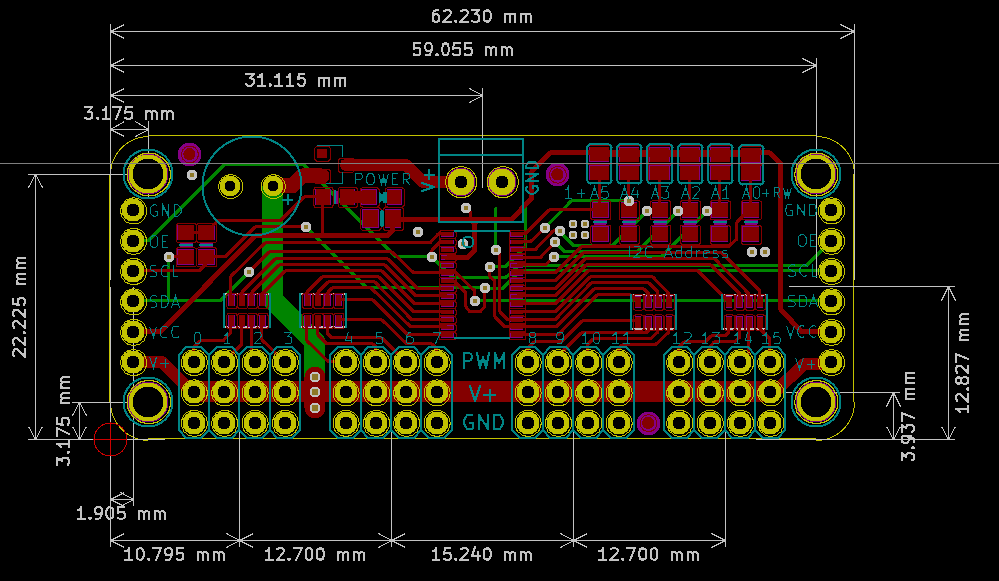 62.230 mm
59.055 mm
31.115 mm
3.175 mm
POWER
V+
GND
+
1+A5 A4 A3 A2 A1 A0+RW
GND
GND
OE
OE
I2C Address
SCL
SCL
SDA
SDA
VCC
VCC
0 1 2 3 4 5 6 7 8 9 10 11 12 13 14 15
V+
PWM
V+
V+
GND
22.225 mm
3.175 mm
12.827 mm
3.937 mm
1.905 mm
10.795 mm
12.700 mm
15.240 mm
12.700 mm